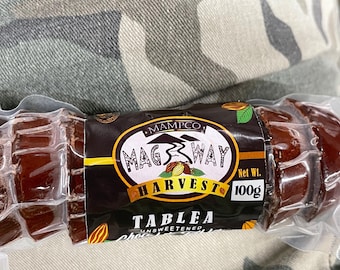 MAMPCO
MAG WAY
HARVEST
Net Wt.
100g
TABLEA
UNSWEETENED